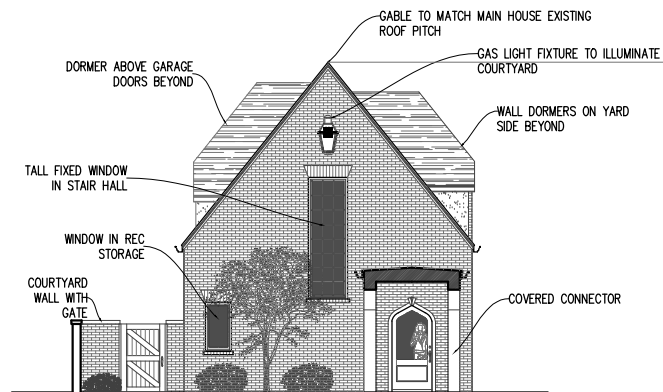 GABLE TO MATCH MAIN HOUSE EXISTING
ROOF PITCH
GAS LIGHT FIXTURE TO ILLUMINATE
COURTYARD
DORMER ABOVE GARAGE
DOORS BEYOND
WALL DORMERS ON YARD
SIDE BEYOND
TALL FIXED WINDOW
IN STAIR HALL
WINDOW IN REC
STORAGE
COURTYARD
WALL WITH
GATE
COVERED CONNECTOR